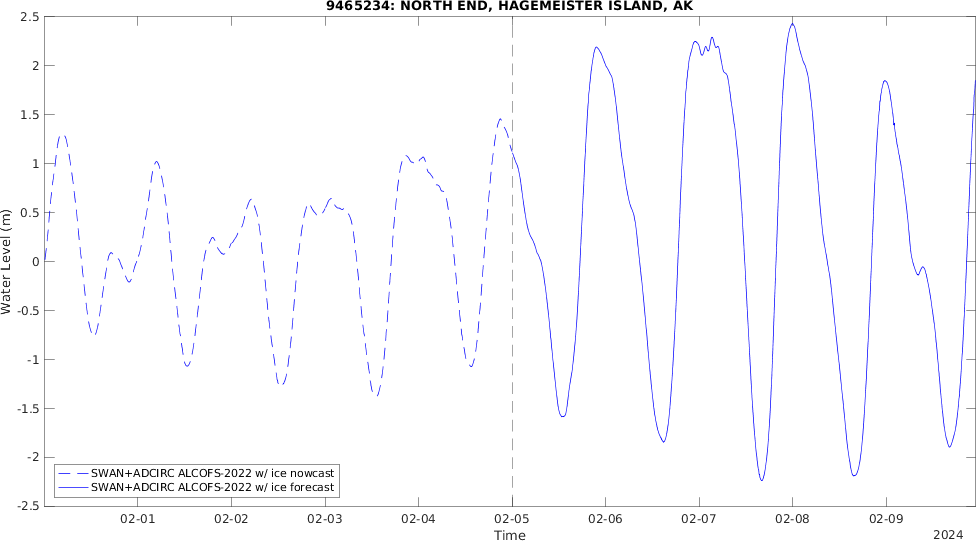 9465234: NORTH END, HAGEMEISTER ISLAND, AK
2.5
2
1.5
1
0.5
0
-0.5
-1
-1.5
-2
-2.5
Water Level (m)
SWAN+ADCIRC ALCOFS-2022 w/ ice nowcast
SWAN+ADCIRC ALCOFS-2022 w/ ice forecast
02-01 02-02 02-03 02-04 02-05 02-06 02-07 02-08 02-09
Time
2024